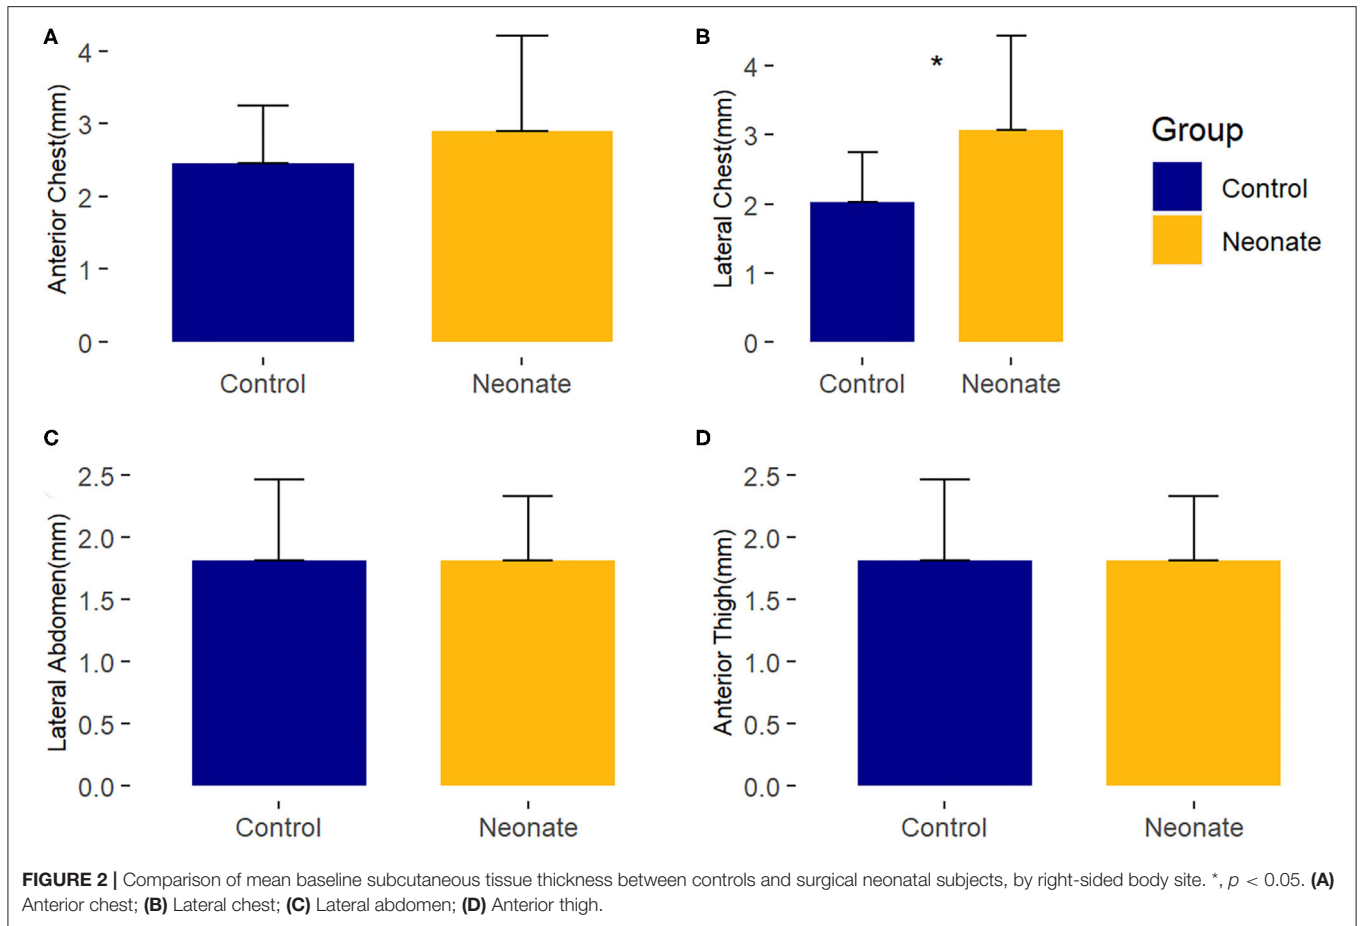 A
4
3
2
1
0
Anterior Chest(mm)
Control
Neonate
B
*
4
3
2
1
0
Lateral Chest(mm)
Control
Neonate
Group
Control
Neonate
C
2.5
2.0
1.5
1.0
0.5
0.0
Lateral Abdomen(mm)
Control
Neonate
D
2.5
2.0
1.5
1.0
0.5
0.0
Anterior Thigh(mm)
Control
Neonate
FIGURE 2 | Comparison of mean baseline subcutaneous tissue thickness between controls and surgical neonatal subjects, by right-sided body site. *, p < 0.05. (A)
Anterior chest; (B) Lateral chest; (C) Lateral abdomen; (D) Anterior thigh.